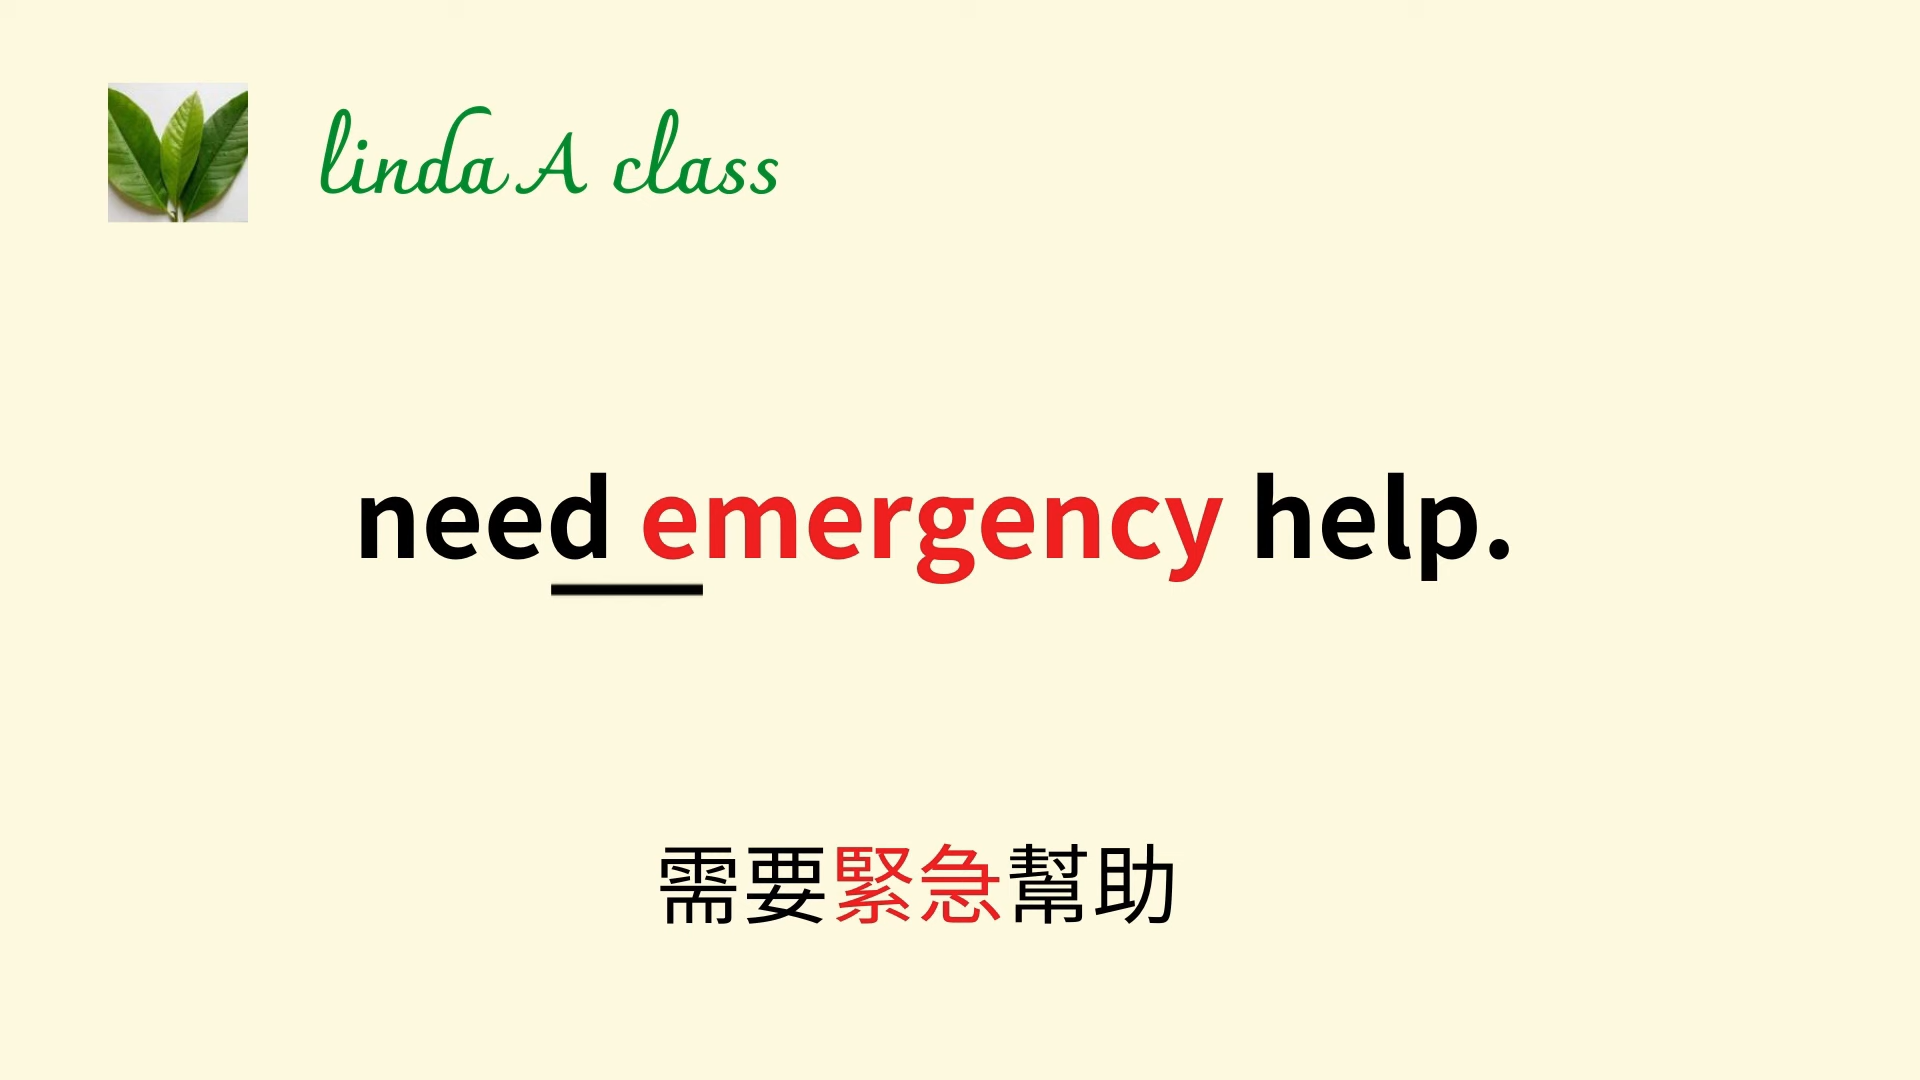 linda A class
need emergency help.
需要緊急幫助